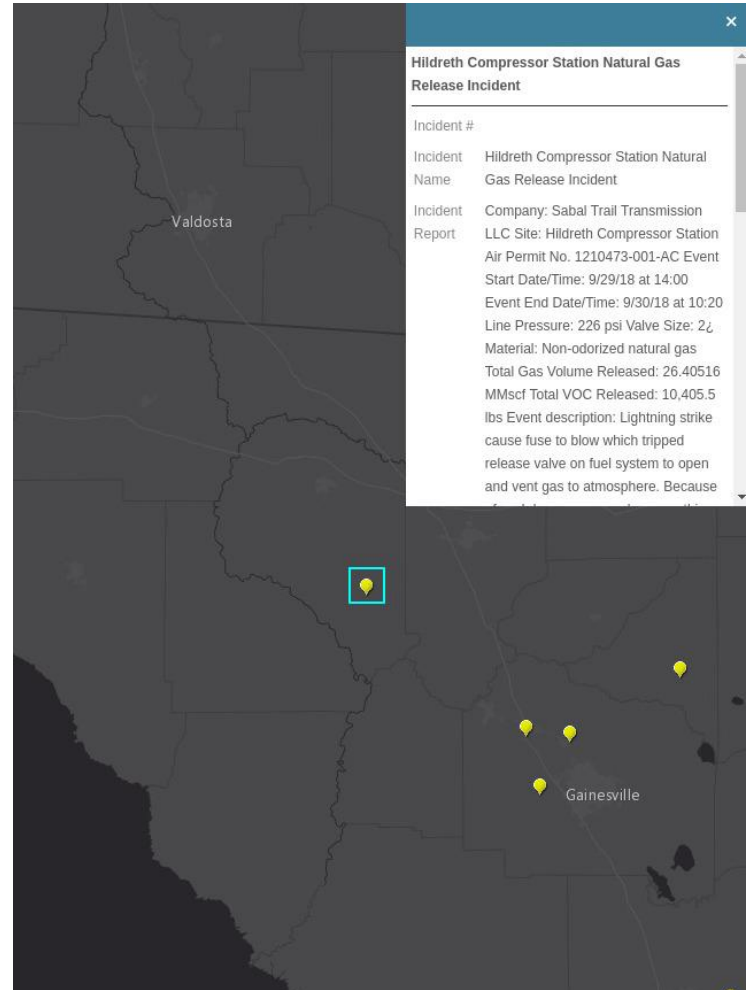 ×
Hildreth Compressor Station Natural Gas
Release Incident
Incident #
Incident Name
Hildreth Compressor Station Natural
Gas Release Incident
Incident Report
Company: Sabal Trail Transmission
LLC Site: Hildreth Compressor Station
Air Permit No. 1210473-001-AC Event
Start Date/Time: 9/29/18 at 14:00
Event End Date/Time: 9/30/18 at 10:20
Line Pressure: 226 psi Valve Size: 2¿
Material: Non-odorized natural gas
Total Gas Volume Released: 26.40516
MMscf Total VOC Released: 10,405.5
lbs Event description: Lightning strike
cause fuse to blow which tripped
release valve on fuel system to open
and vent gas to atmosphere. Because
Valdosta
Gainesville